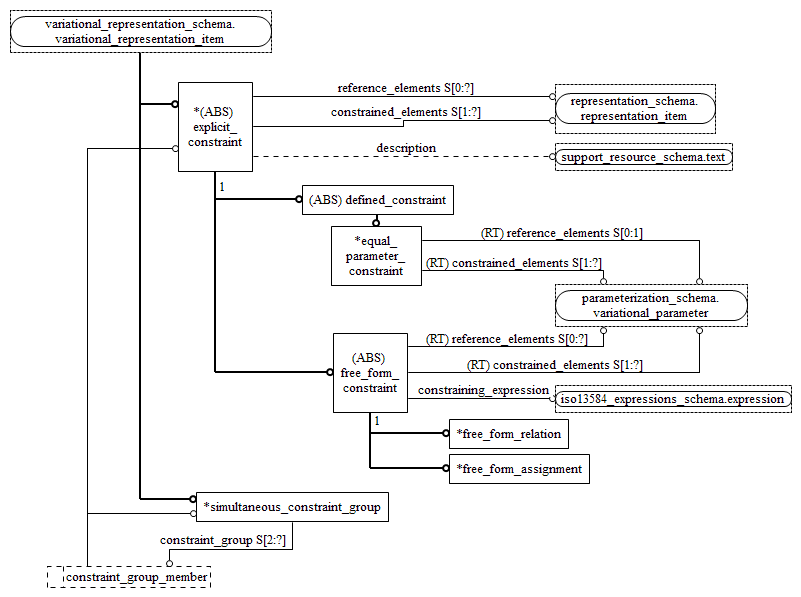 variational_representation_schema.
variational_representation_item
*(ABS)
explicit_
constraint
reference_elements S[0:?]
constrained_elements S[1:?]
representation_schema.
representation_item
description
support_resource_schema.text
1
(ABS) defined_constraint
*equal_
parameter_
constraint
(RT) reference_elements S[0:1]
(RT) constrained_elements S[1:?]
parameterization_schema.
variational_parameter
(ABS)
free_form_
constraint
(RT) reference_elements S[0:?]
(RT) constrained_elements S[1:?]
constraining_expression
iso13584_expressions_schema.expression
1
*free_form_relation
*free_form_assignment
*simultaneous_constraint_group
constraint_group S[2:?]
constraint_group_member